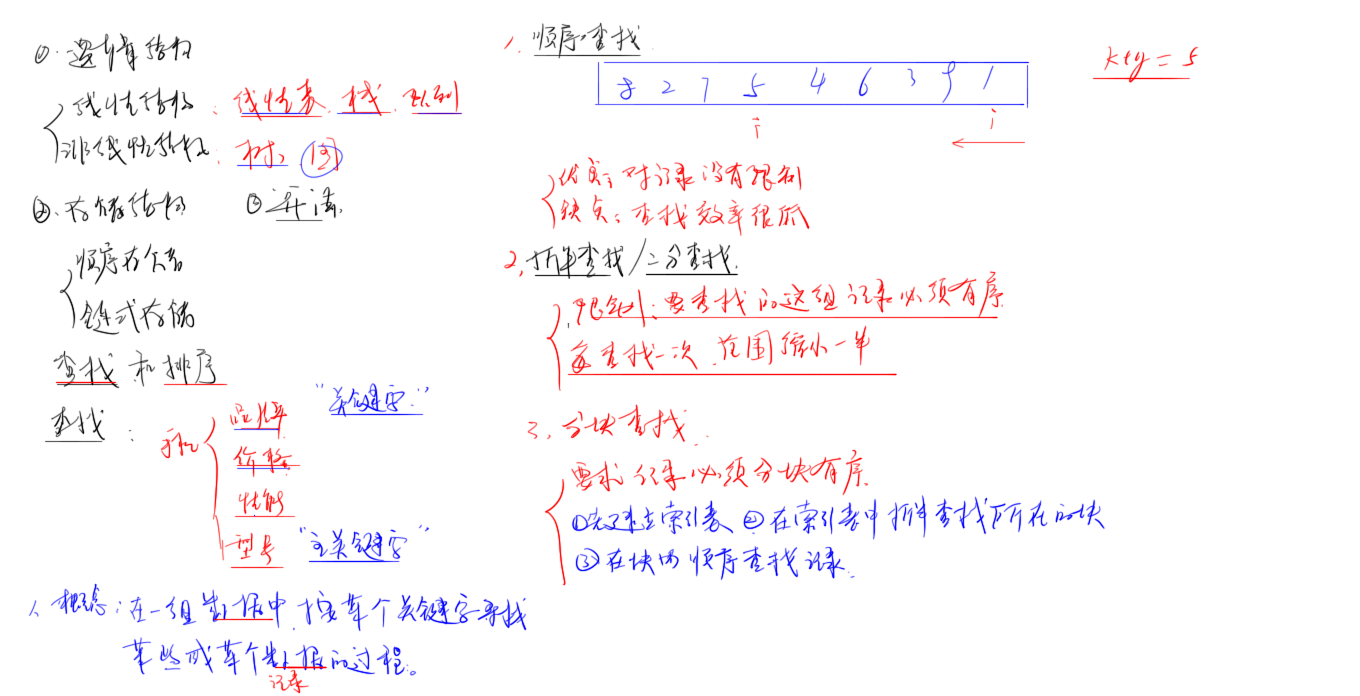 ①. 逻辑结构
线性结构: 线性表、栈、队列
非线性结构: 树、图
②. 存储结构 ③ 算法
顺序存储
链式存储
查找 和 排序
查找: 手机
品牌 "关键字"
价格
性能
型号 "主关键字"
1、概念: 在一组数据中, 按某个关键字寻找
某些或某个数据的过程。
记录
1、顺序查找
8 2 7 5 4 6 3 9 1
key = 5
i i
优点: 对记录没有限制
缺点: 查找效率很低
2、折半查找/二分查找.
限制: 要查找的这组记录必须有序
每查找一次, 范围缩小一半
3、分块查找.
要求: 记录必须分块有序
①先建立索引表 ②在索引表中折半查找所在的块
③在块内顺序查找记录.